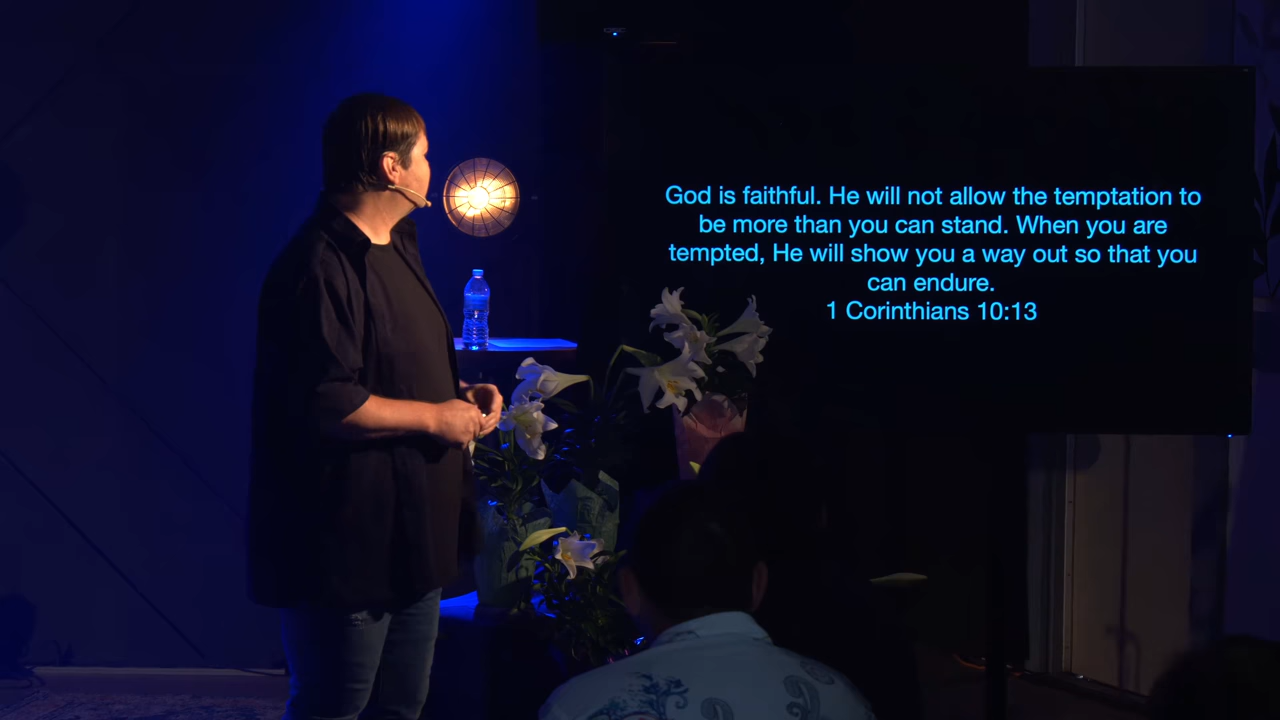 God is faithful. He will not allow the temptation to
be more than you can stand. When you are
tempted, He will show you a way out so that you
can endure.
1 Corinthians 10:13